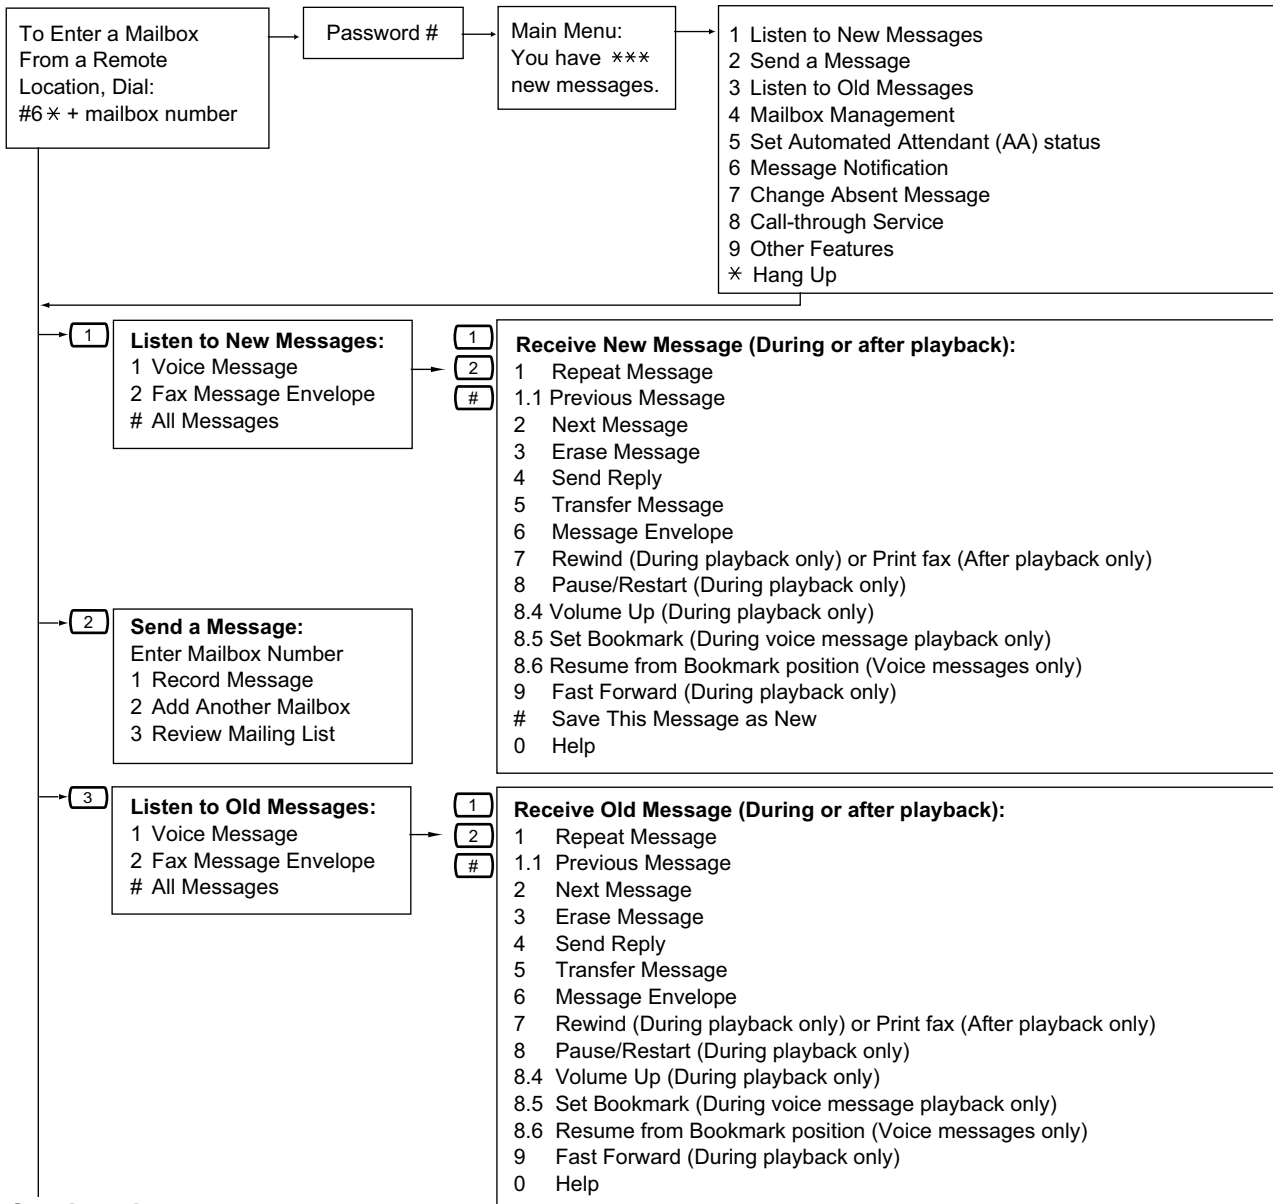 To Enter a Mailbox
From a Remote
Location, Dial:
#6 * + mailbox number
Password #
Main Menu:
You have ***
new messages.
1 Listen to New Messages
2 Send a Message
3 Listen to Old Messages
4 Mailbox Management
5 Set Automated Attendant (AA) status
6 Message Notification
7 Change Absent Message
8 Call-through Service
9 Other Features
* Hang Up
1
Listen to New Messages:
1 Voice Message
2 Fax Message Envelope
# All Messages
1
2
#
Receive New Message (During or after playback):
1 Repeat Message
1.1 Previous Message
2 Next Message
3 Erase Message
4 Send Reply
5 Transfer Message
6 Message Envelope
7 Rewind (During playback only) or Print fax (After playback only)
8 Pause/Restart (During playback only)
8.4 Volume Up (During playback only)
8.5 Set Bookmark (During voice message playback only)
8.6 Resume from Bookmark position (Voice messages only)
9 Fast Forward (During playback only)
# Save This Message as New
0 Help
2
Send a Message:
Enter Mailbox Number
1 Record Message
2 Add Another Mailbox
3 Review Mailing List
3
Listen to Old Messages:
1 Voice Message
2 Fax Message Envelope
# All Messages
1
2
#
Receive Old Message (During or after playback):
1 Repeat Message
1.1 Previous Message
2 Next Message
3 Erase Message
4 Send Reply
5 Transfer Message
6 Message Envelope
7 Rewind (During playback only) or Print fax (After playback only)
8 Pause/Restart (During playback only)
8.4 Volume Up (During playback only)
8.5 Set Bookmark (During voice message playback only)
8.6 Resume from Bookmark position (Voice messages only)
9 Fast Forward (During playback only)
0 Help